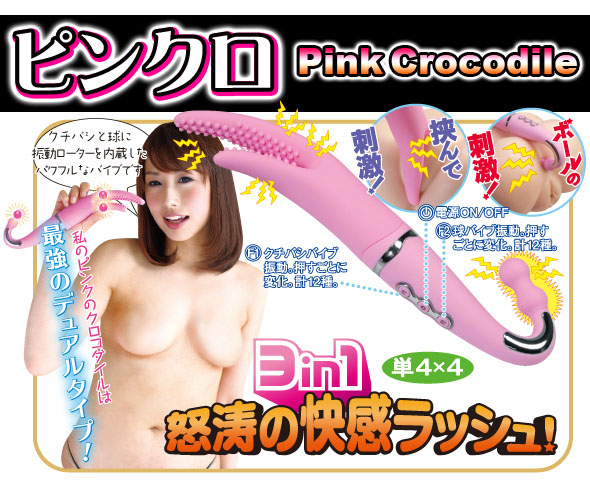 ピンクロ Pink Crocodile
クチバシと球に
振動ローターを内蔵した
パワフルなバイブです
私のピンクのクロコダイルは
最強のデュアルタイプ!
挟んで
刺激!
ボールの
刺激!
電源ON/OFF
F2 球バイブ振動。押す
ごとに変化。計12種。
F1 クチバシバイブ
振動。押すごとに
変化。計12種。
3in1
単4×4
怒涛の快感ラッシュ!